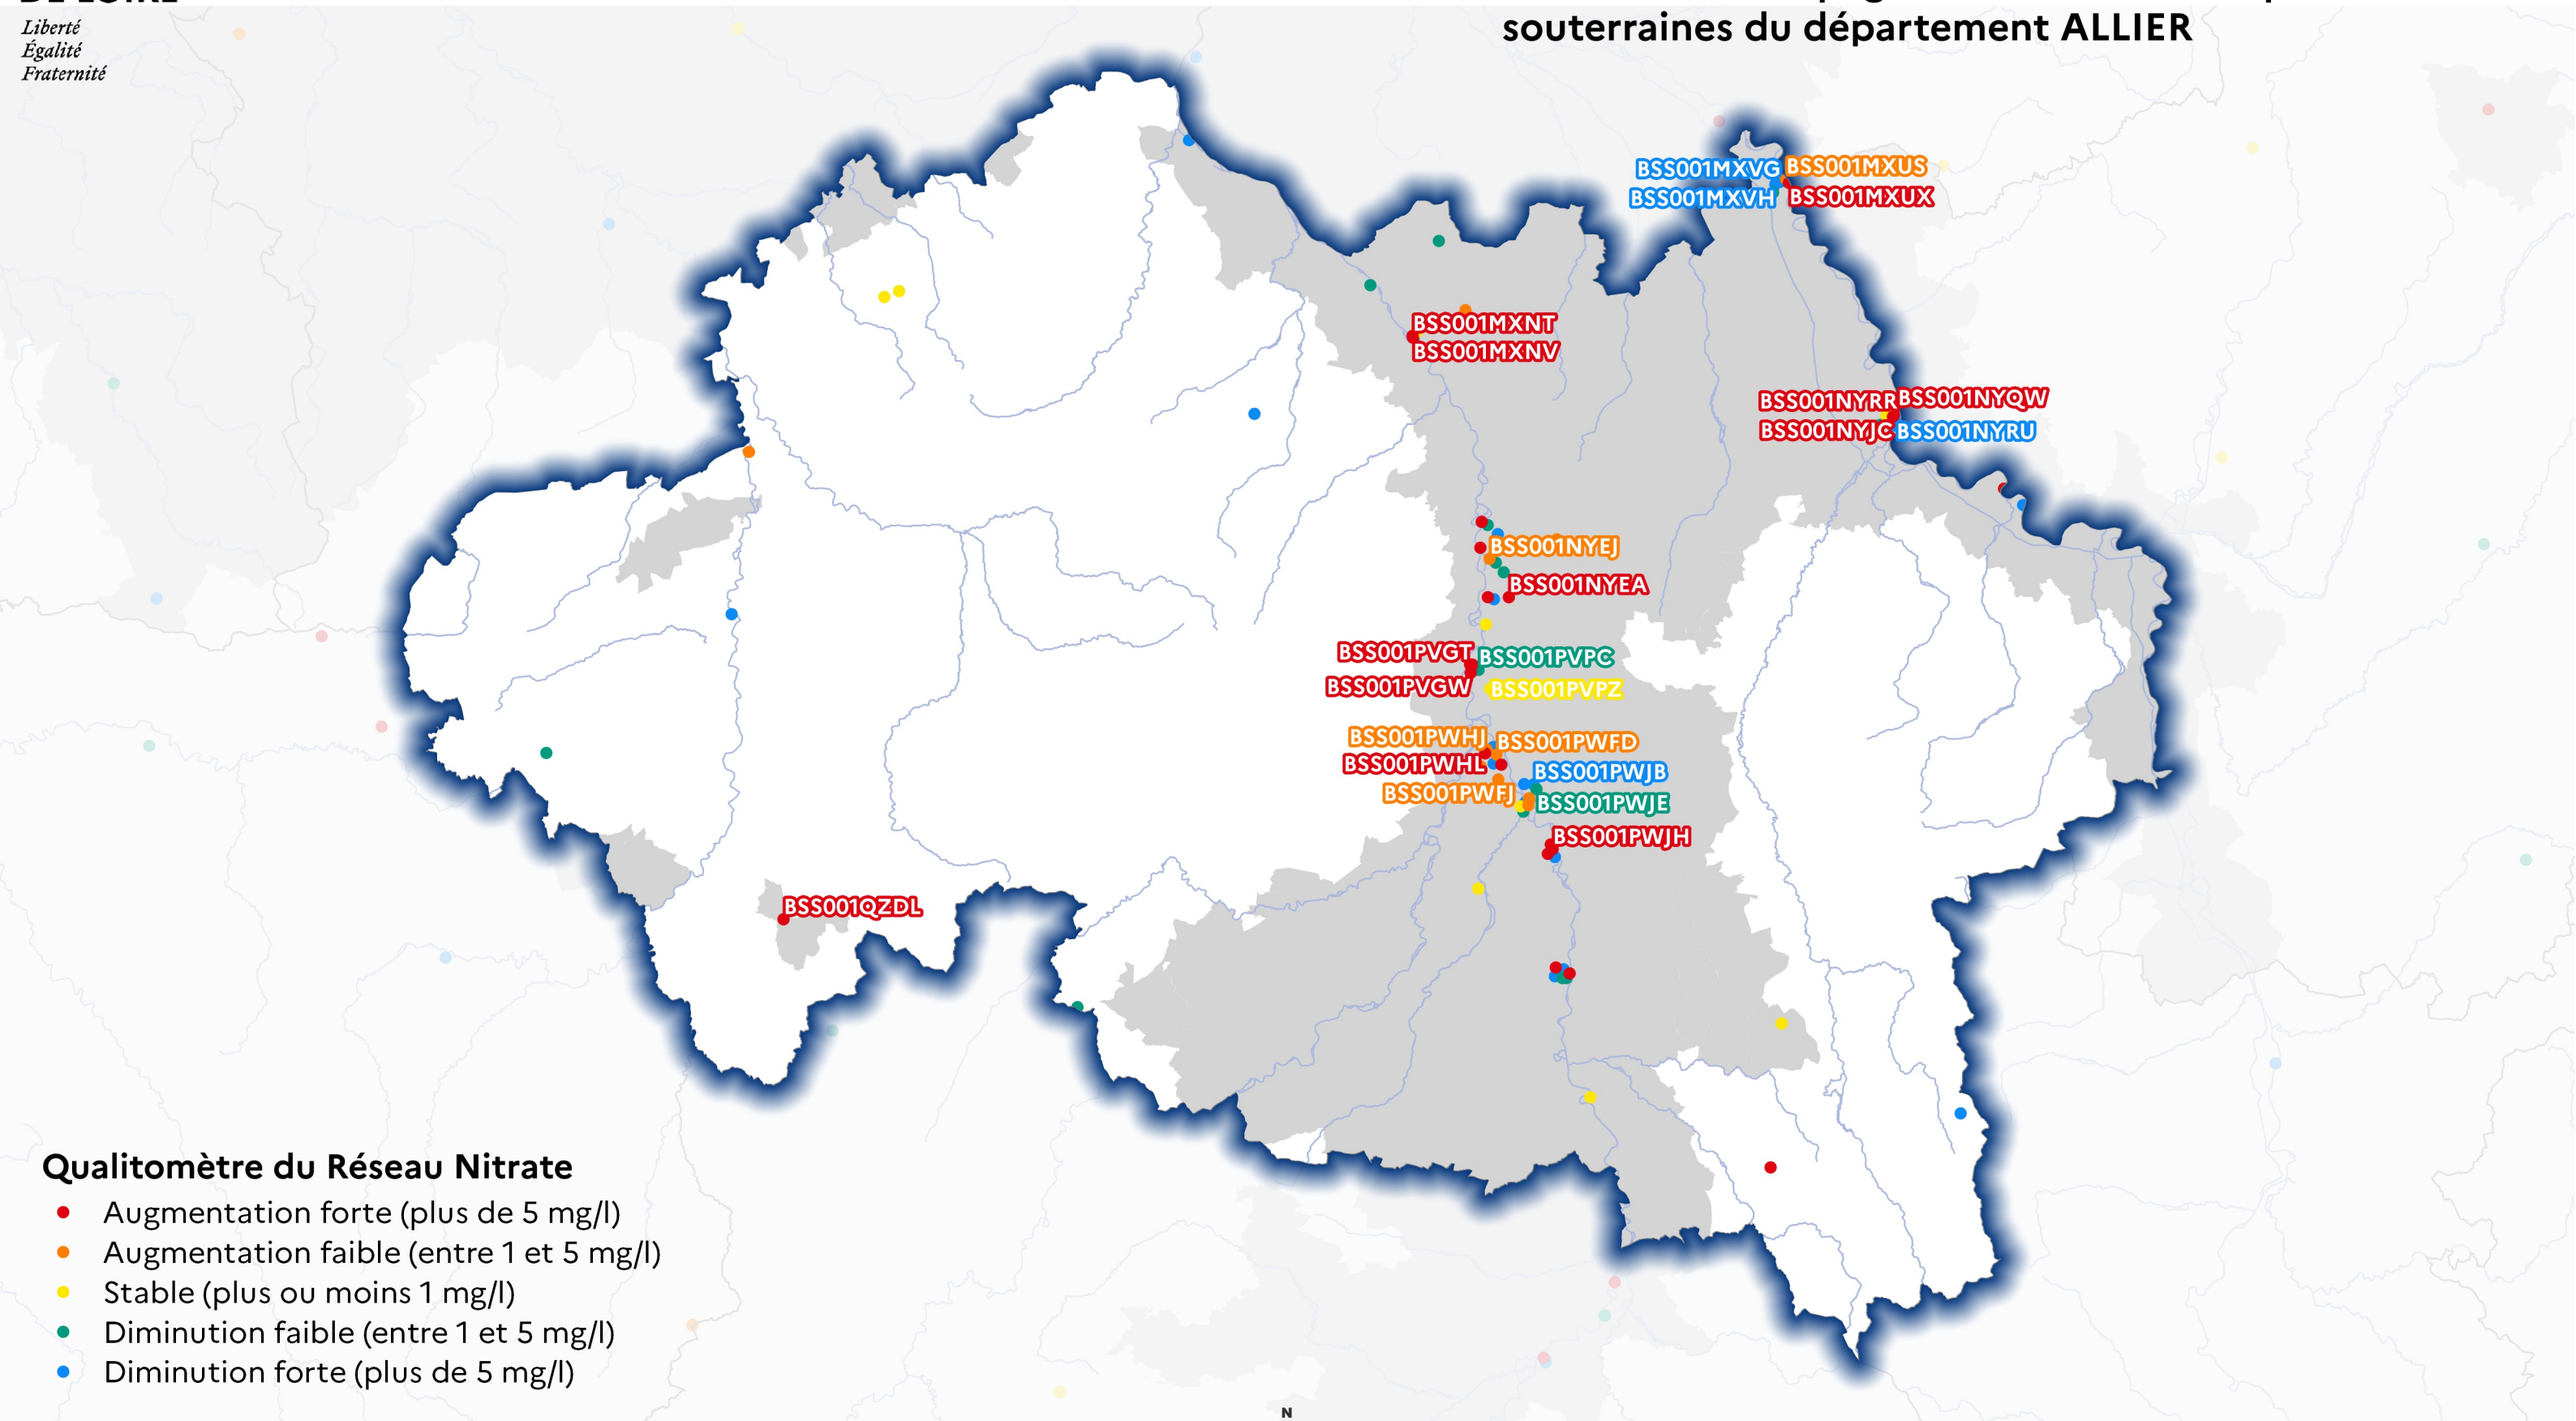 DE LOIRE
Liberté
Égalité
Fraternité
souterraines du département ALLIER
BSS001MXVG
BSS001MXUS
BSS001MXVH
BSS001MXUX
BSS001MXNT
BSS001MXNV
BSS001NYRR
BSS001NYQW
BSS001NYJC
BSS001NYRU
BSS001NYEJ
BSS001NYEA
BSS001PVGT
BSS001PVPC
BSS001PVGW
BSS001PVPZ
BSS001PWHJ
BSS001PWFD
BSS001PWHL
BSS001PWJB
BSS001PWFJ
BSS001PWJE
BSS001PWJH
BSS001QZDL
Qualitomètre du Réseau Nitrate
Augmentation forte (plus de 5 mg/l)
Augmentation faible (entre 1 et 5 mg/l)
Stable (plus ou moins 1 mg/l)
Diminution faible (entre 1 et 5 mg/l)
Diminution forte (plus de 5 mg/l)
N